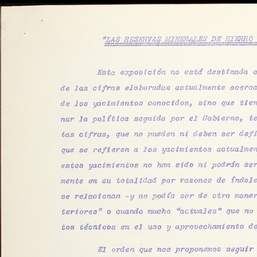 "LAS RESERVAS MINERALES DE HIERRO
Esta exposición no está destinada a
de las cifras elaboradas actualmente acerca
de los yacimientos conocidos, sino que tien
nar la política seguida por el Gobierno, te
tas cifras, que no pueden ni deben ser defi
que se refieren a los yacimientos actualmen
estos yacimientos no han sido ni podrán ser
mente en su totalidad por razones de índole
se relacionan -y no podía ser de otra maner
teriores" o cuando mucho "actuales" que no
tos técnicos en el uso y aprovechamiento de
El orden que nos proponemos seguir